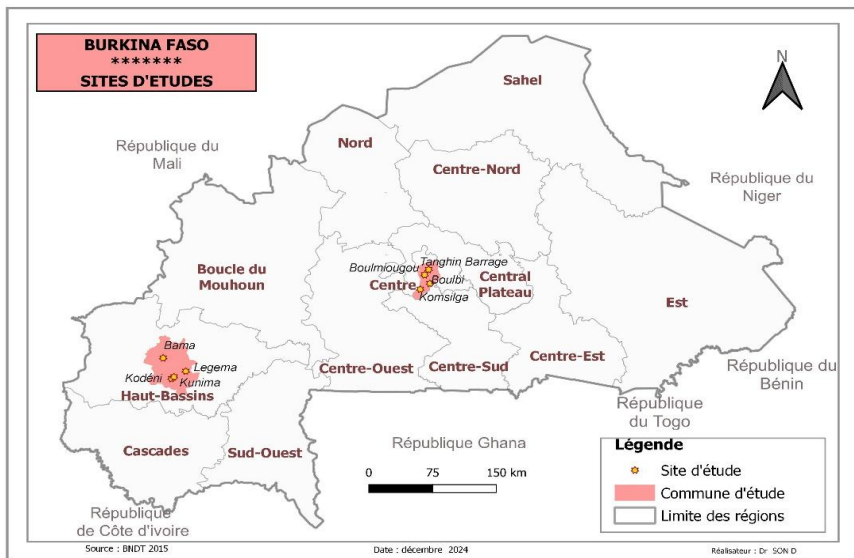 BURKINA FASO
*******
SITES D'ETUDES
Sahel
République du
Mali
Nord
Centre-Nord
République du
Niger
Tanghin Barrage
Boulmiougou
Boulbi
Boucle du
Mouhoun
Centre
Central
Plateau
Komsilga
Est
Bama
Legema
Kodéni
Kunima
Haut-Bassins
Centre-Ouest
Centre-Sud
Centre-Est
République du
Bénin
République
du Togo
Cascades
Sud-Ouest
République Ghana
0 75 150 km
Légende
Site d'étude
Commune d'étude
Limite des régions
République
de Côte d'ivoire
Source : BNDT 2015
Date : décembre 2024
Réalisateur : Dr SON D
N